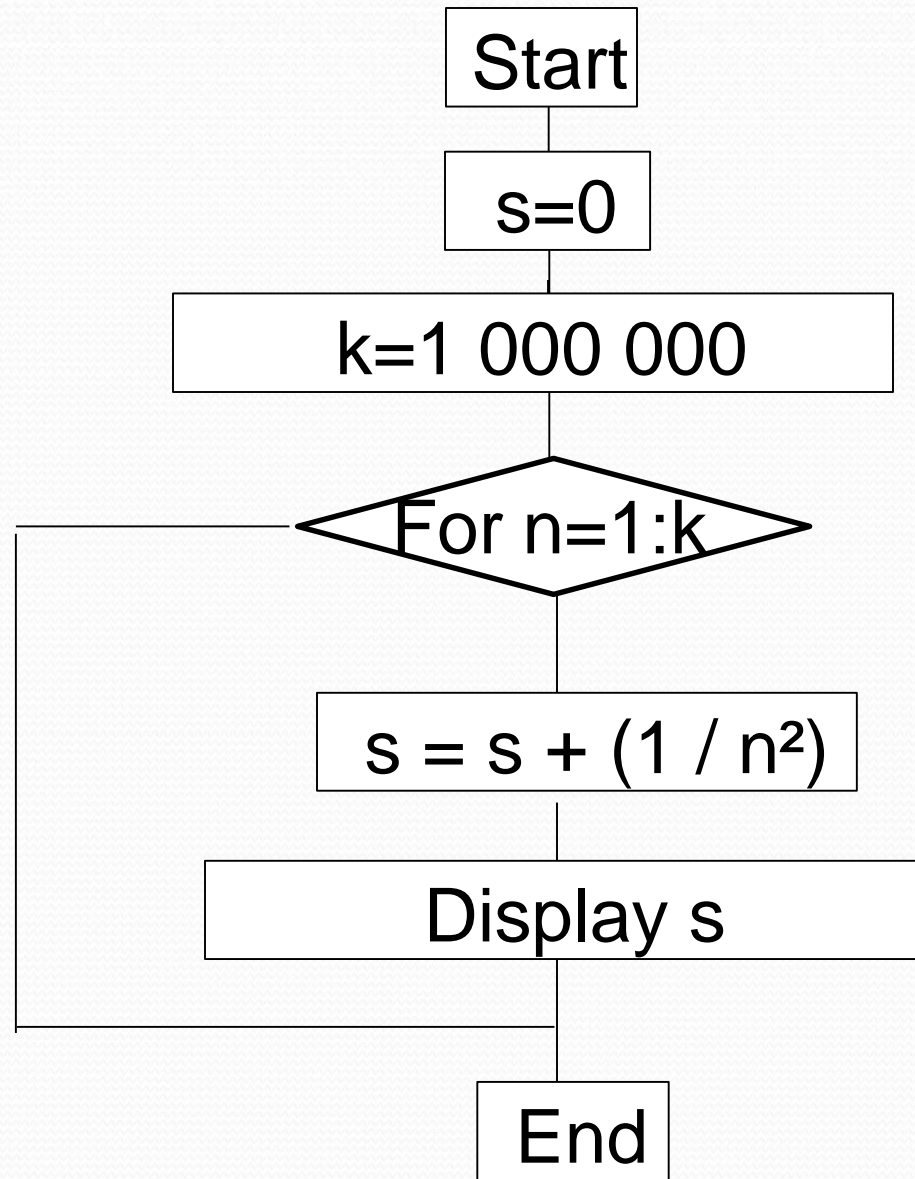 Start
s=0
k=1 000 000
For n=1:k
s = s + (1 / n²)
Display s
End